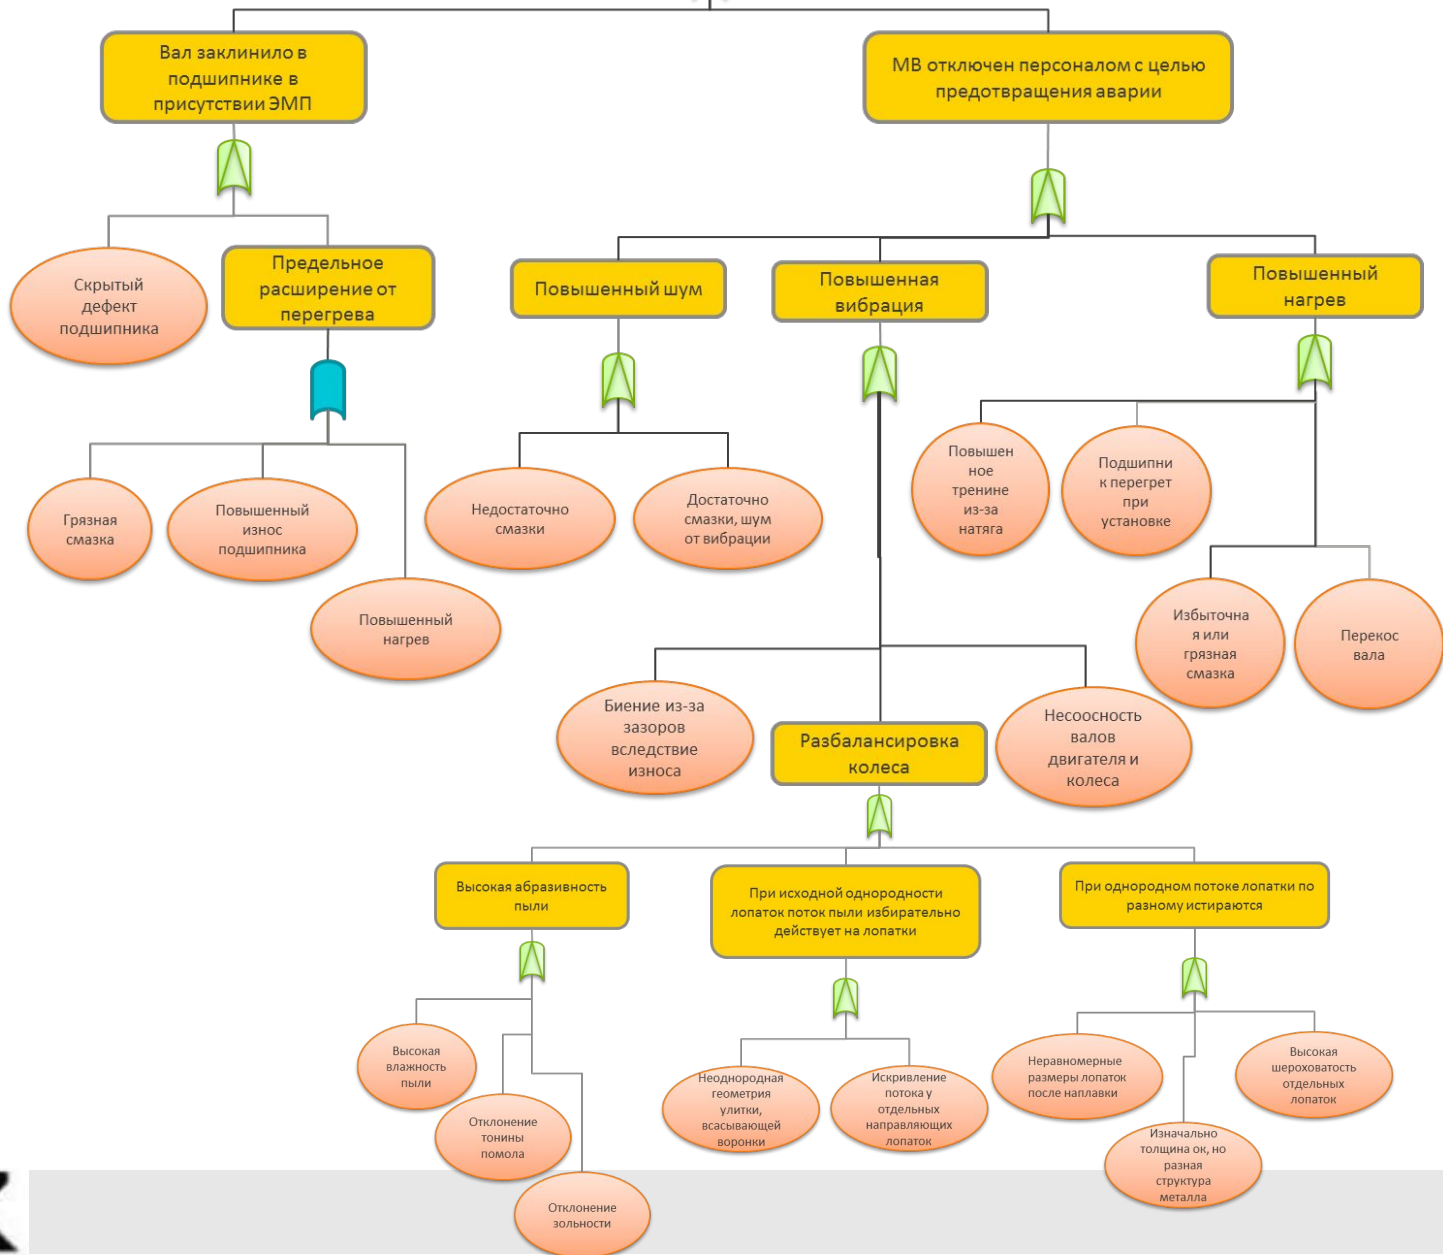 Вал заклинило в
подшипнике в
присутствии ЭМП
МВ отключен персоналом с целью
предотвращения аварии
Скрытый
дефект
подшипника
Предельное
расширение от
перегрева
Повышенный шум
Повышенная
вибрация
Повышенный
нагрев
Грязная
смазка
Повышенный
износ
подшипника
Повышенный
нагрев
Недостаточно
смазки
Достаточно
смазки, шум
от вибрации
Повышен
ное
тренине
из-за
натяга
Подшипни
к перегрет
при
установке
Избыточна
я или
грязная
смазка
Перекос
вала
Биение из-за
зазоров
вследствие
износа
Разбалансировка
колеса
Несоосность
валов
двигателя и
колеса
Высокая абразивность
пыли
При исходной однородности
лопаток поток пыли избирательно
действует на лопатки
При однородном потоке лопатки по
разному истираются
Высокая
влажность
пыли
Отклонение
тонины
помола
Отклонение
зольности
Неоднородная
геометрия
улитки,
всасывающей
воронки
Искривление
потока у
отдельных
направляющих
лопаток
Неравномерные
размеры лопаток
после наплавки
Изначально
толщина ок, но
разная
структура
металла
Высокая
шероховатость
отдельных
лопаток